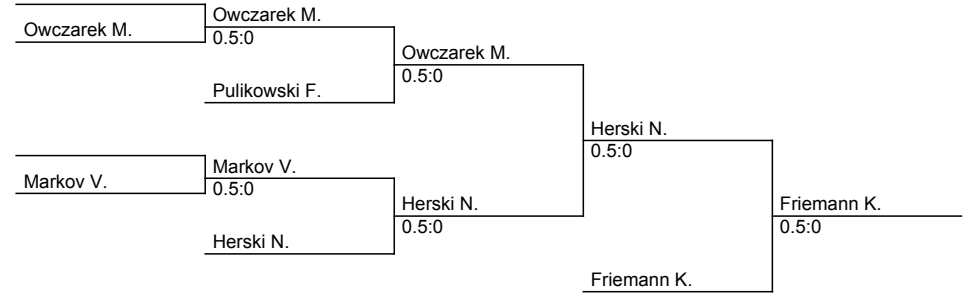 Owczarek M.
Owczarek M.
0.5:0
Owczarek M.
0.5:0
Pulikowski F.
Herski N.
0.5:0
Markov V.
Markov V.
0.5:0
Herski N.
0.5:0
Friemann K.
0.5:0
Herski N.
Friemann K.